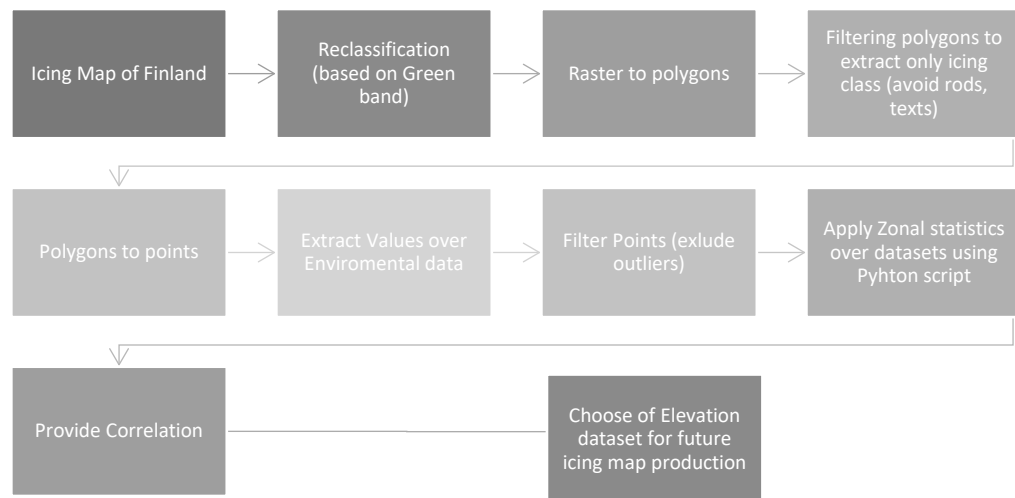 Icing Map of Finland
Reclassification
(based on Green
band)
Raster to polygons
Filtering polygons to
extract only icing
class (avoid rods,
texts)
Polygons to points
Extract Values over
Enviromental data
Filter Points (exlude
outliers)
Apply Zonal statistics
over datasets using
Pyhton script
Provide Correlation
Choose of Elevation
dataset for future
icing map production